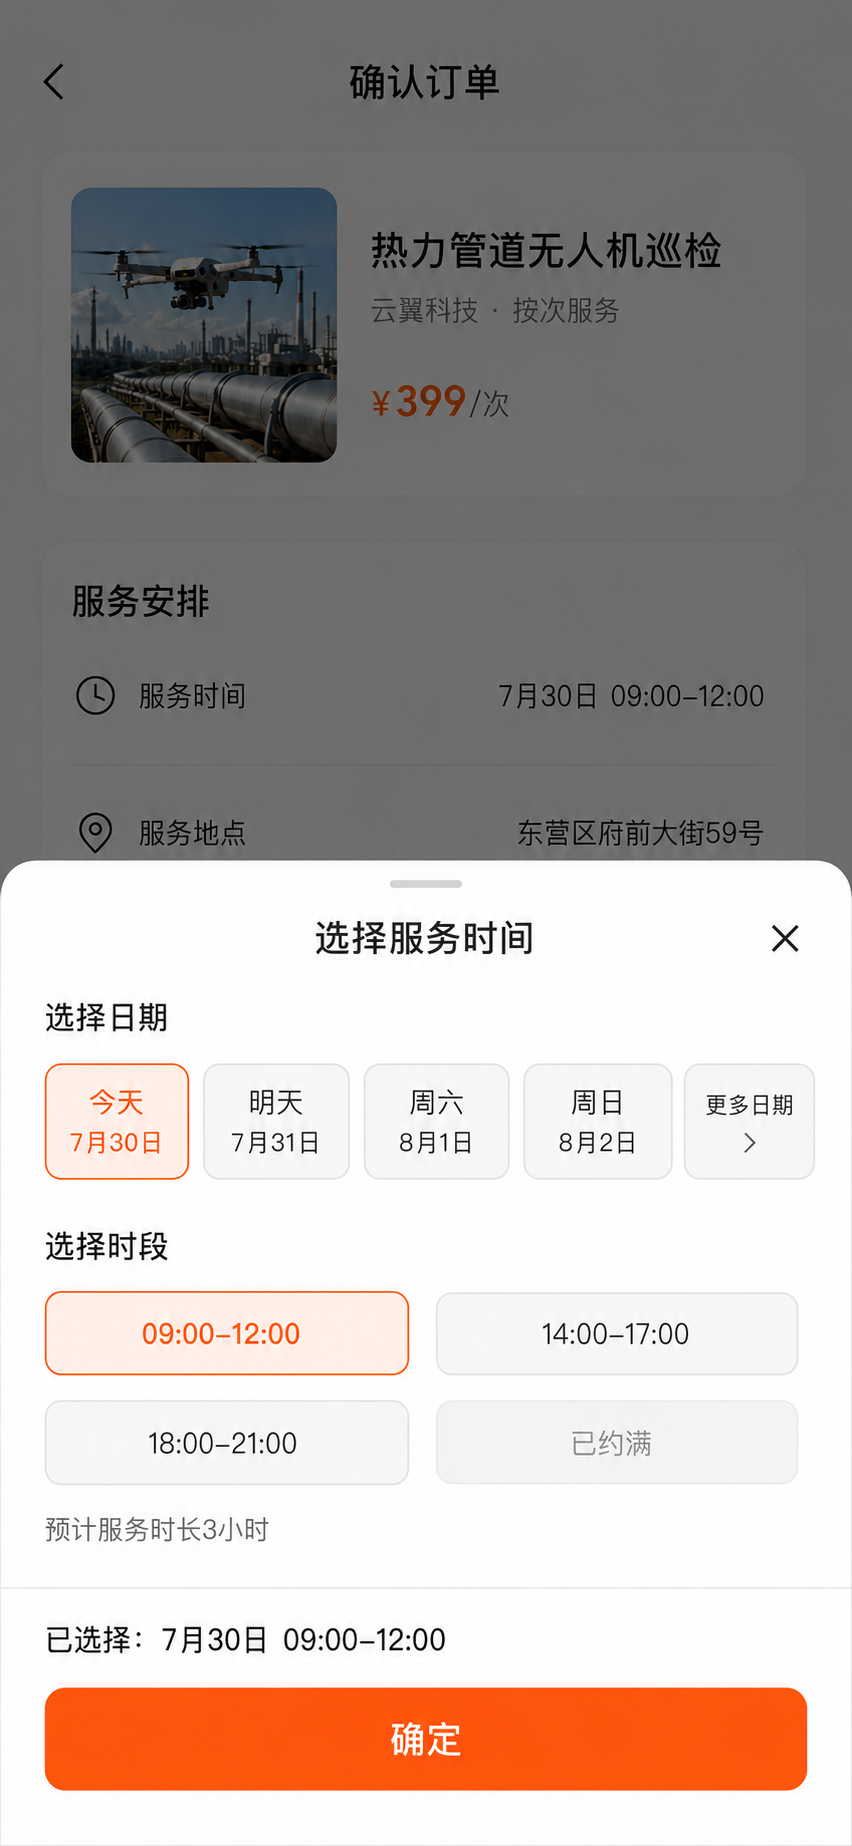 确认订单
热力管道无人机巡检
云翼科技 · 按次服务
¥399/次
服务安排
服务时间 7月30日 09:00–12:00
服务地点 东营区府前大街59号
选择服务时间
选择日期
今天 明天 周六 周日 更多日期
7月30日 7月31日 8月1日 8月2日
选择时段
09:00–12:00 14:00–17:00
18:00–21:00 已约满
预计服务时长3小时
已选择：7月30日 09:00–12:00
确定